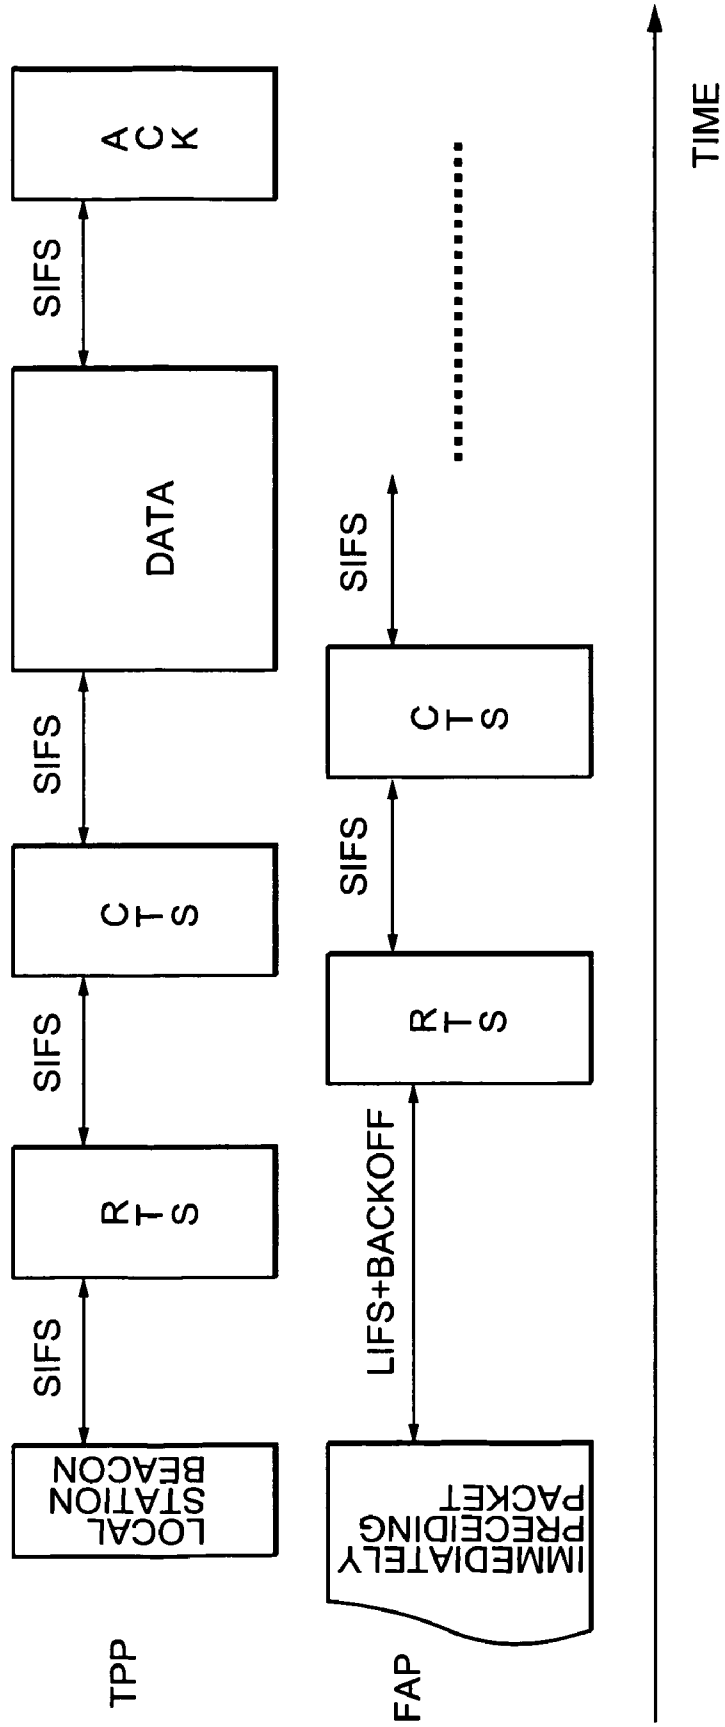 TPP
LOCAL
STATION
BEACON
SIFS
RTS
SIFS
CTS
SIFS
DATA
SIFS
ACK
FAP
IMMEDIATELY
PRECEIDING
PACKET
LIFS+BACKOFF
RTS
SIFS
CTS
SIFS
TIME